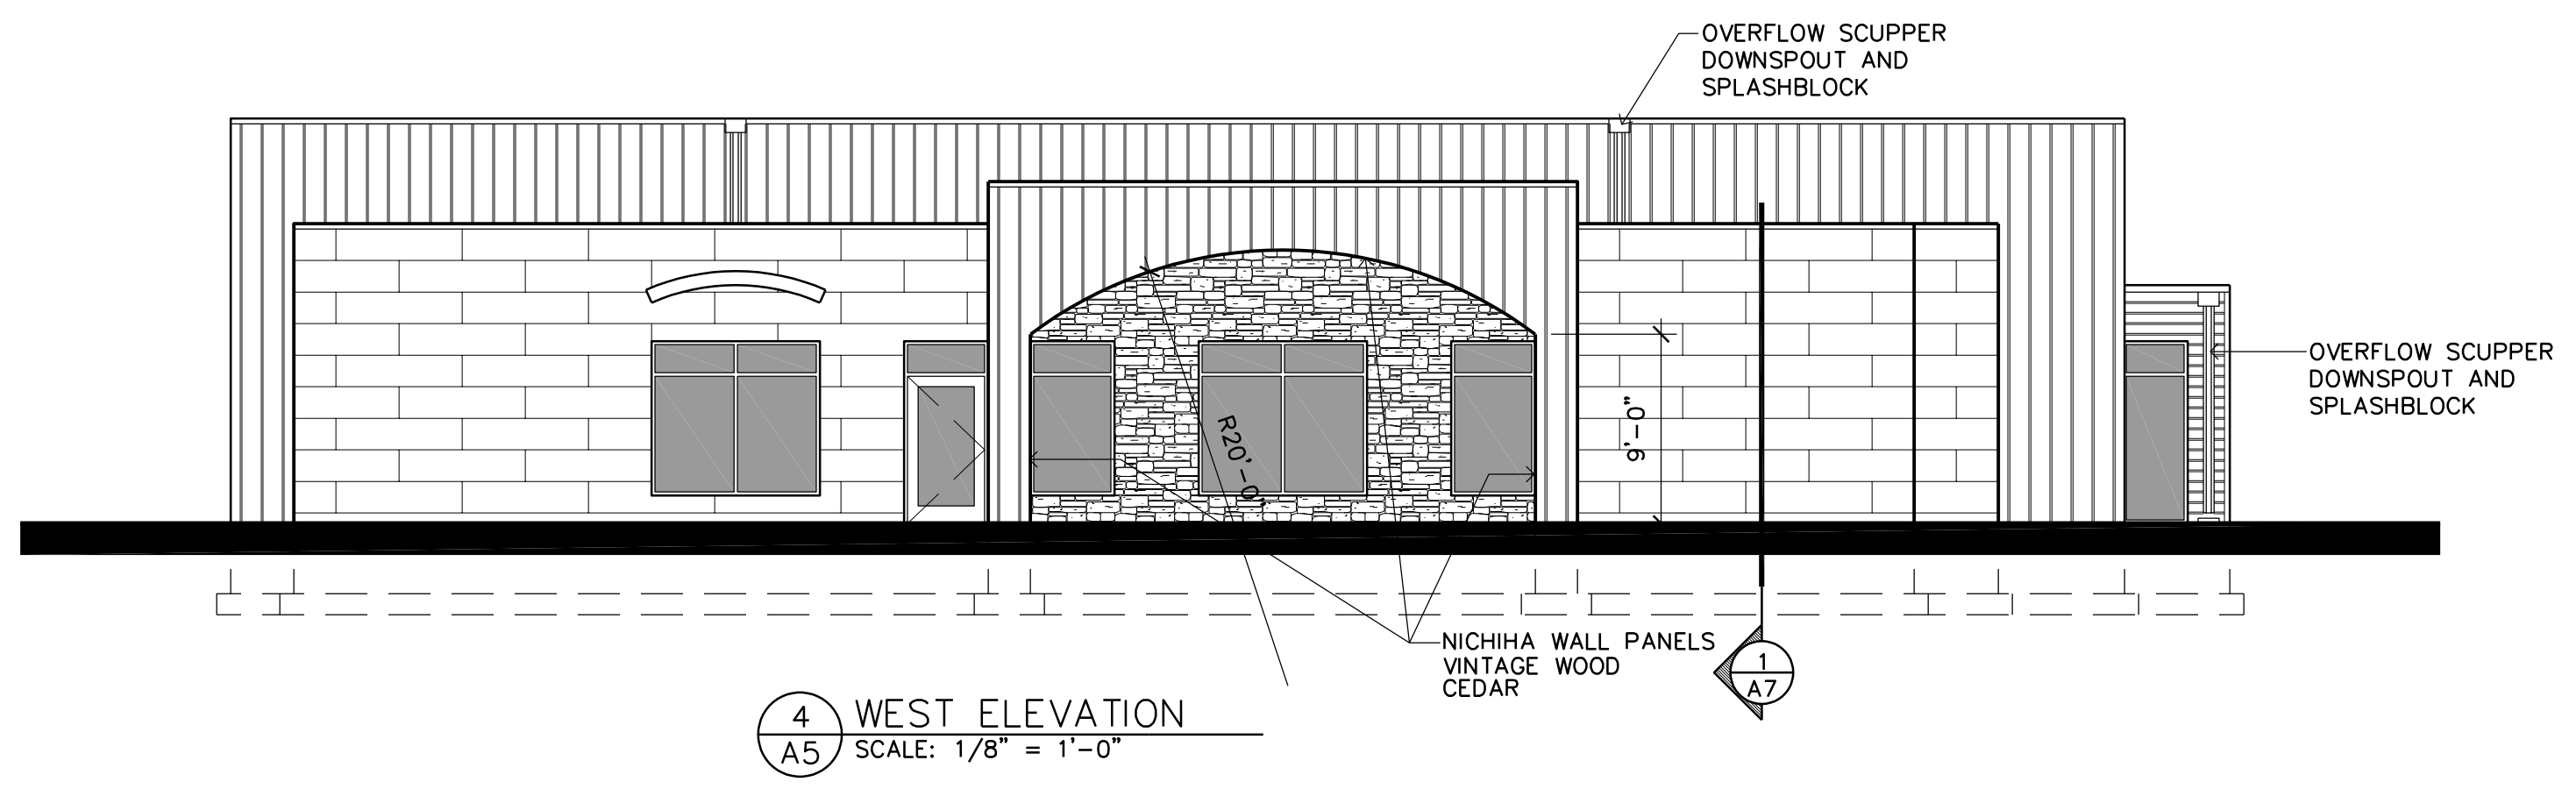 OVERFLOW SCUPPER
DOWNSPOUT AND
SPLASHBLOCK
OVERFLOW SCUPPER
DOWNSPOUT AND
SPLASHBLOCK
R20'-0"
9'-0"
NICHIHA WALL PANELS
VINTAGE WOOD
CEDAR
1
A7
4
A5
WEST ELEVATION
SCALE: 1/8" = 1'-0"